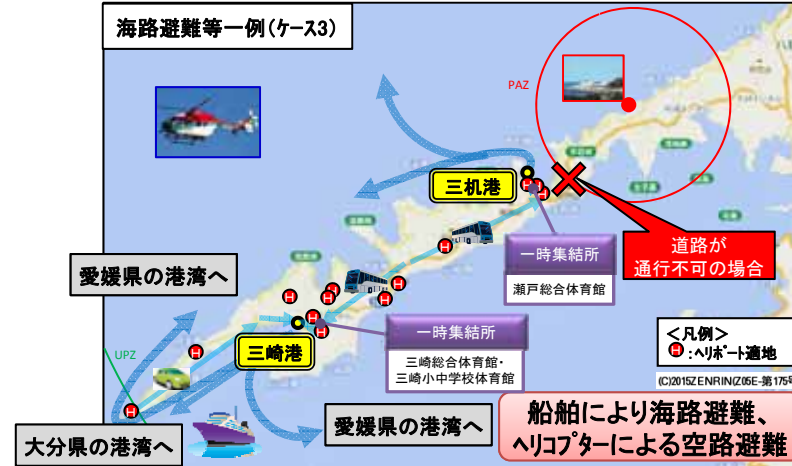 海路避難等一例(ケース3)
PAZ
三机港
道路が
通行不可の場合
一時集結所
瀬戸総合体育館
愛媛県の港湾へ
H
一時集結所
三崎総合体育館・
三崎小中学校体育館
三崎港
UPZ
<凡例>
H:ヘリポート適地
(C)2015ZENRIN(Z05E-第175号
大分県の港湾へ
愛媛県の港湾へ
船舶により海路避難、
ヘリコプターによる空路避難